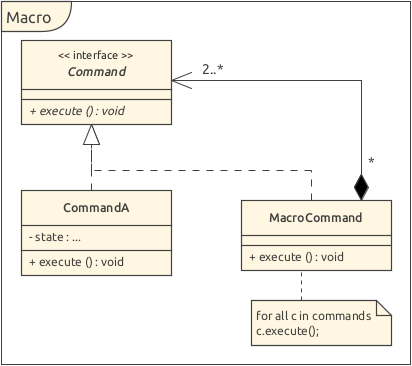 Macro
<< interface >>
Command
+ execute () : void
2..*
*
CommandA
- state : ...
+ execute () : void
MacroCommand
+ execute () : void
for all c in commands
c.execute();